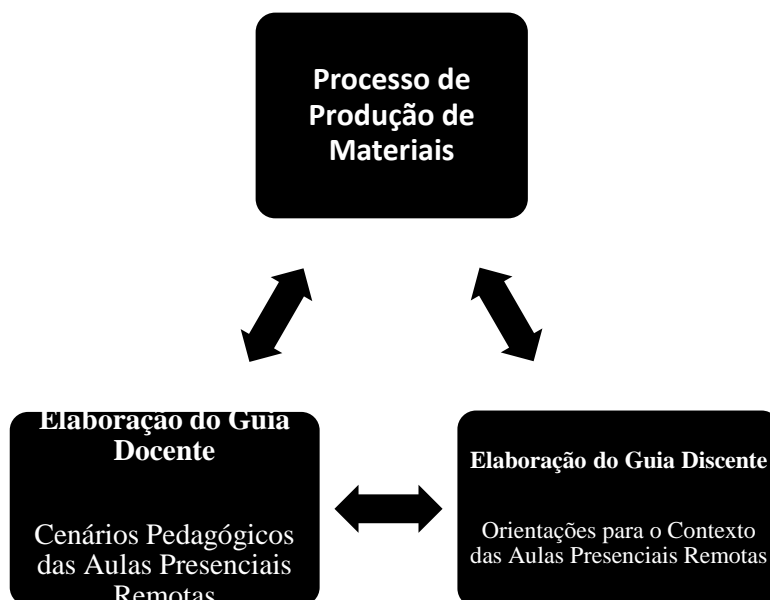 Processo de
Produção de
Materiais
Elaboração do Guia
Docente
Cenários Pedagógicos
das Aulas Presenciais
Remotas
Elaboração do Guia Discente
Orientações para o Contexto
das Aulas Presenciais Remotas